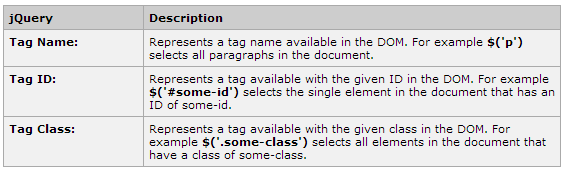 jQuery Description
Tag Name: Represents a tag name available in the DOM. For example $('p')
selects all paragraphs in the document.
Tag ID: Represents a tag available with the given ID in the DOM. For example
$('#some-id') selects the single element in the document that has an
ID of some-id.
Tag Class: Represents a tag available with the given class in the DOM. For
example $('.some-class') selects all elements in the document that
have a class of some-class.